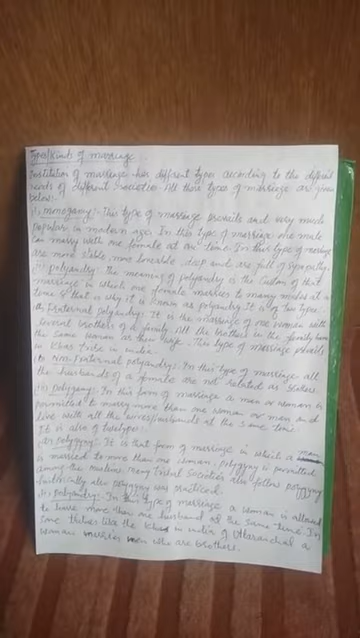 Types/kinds of marriage
Institution of marriage has different types according to the different
needs of different societies. All these types of marriage are given
below:-
(i) monogamy:- This type of marriage prevails and very much
popular in modern age. In this type of marriage one male
can marry with one female at one time. In this type of marriage
are more stable, more loveable deep and are full of sympathy.
polyandry: The meaning of polyandry is the custom of that
marriage in which one female marries to many males at a
time & that is why it is known as polyandry. It is of two types:-
(a) Fraternal polyandry: It is the marriage of one women with
several brothers of a family. All the brothers in the family have
the same woman as their wife. This type of marriage prevails
in Khas tribe in india.
(b) Non-Fraternal polyandry: In this type of marriage all
the husbands of a female are not related as brothers.
polygamy: In this form of marriage a man or woman is
permitted to marry more than one woman or men and
live with all the wives/husbands at the same time.
It is also of two types:
(a) polygyny: It is that form of marriage in which a man
is married to more than one woman. polygyny is permitted
among the muslims. many Tribal Societies also follow polygyny
historically also polygyny was practiced.
polyandry:- In this type of marriage a woman is allowed
to have more than one husband at the same time. In
some tribes like the Khas in india of Uttaranchal a
woman marries men who are brothers.